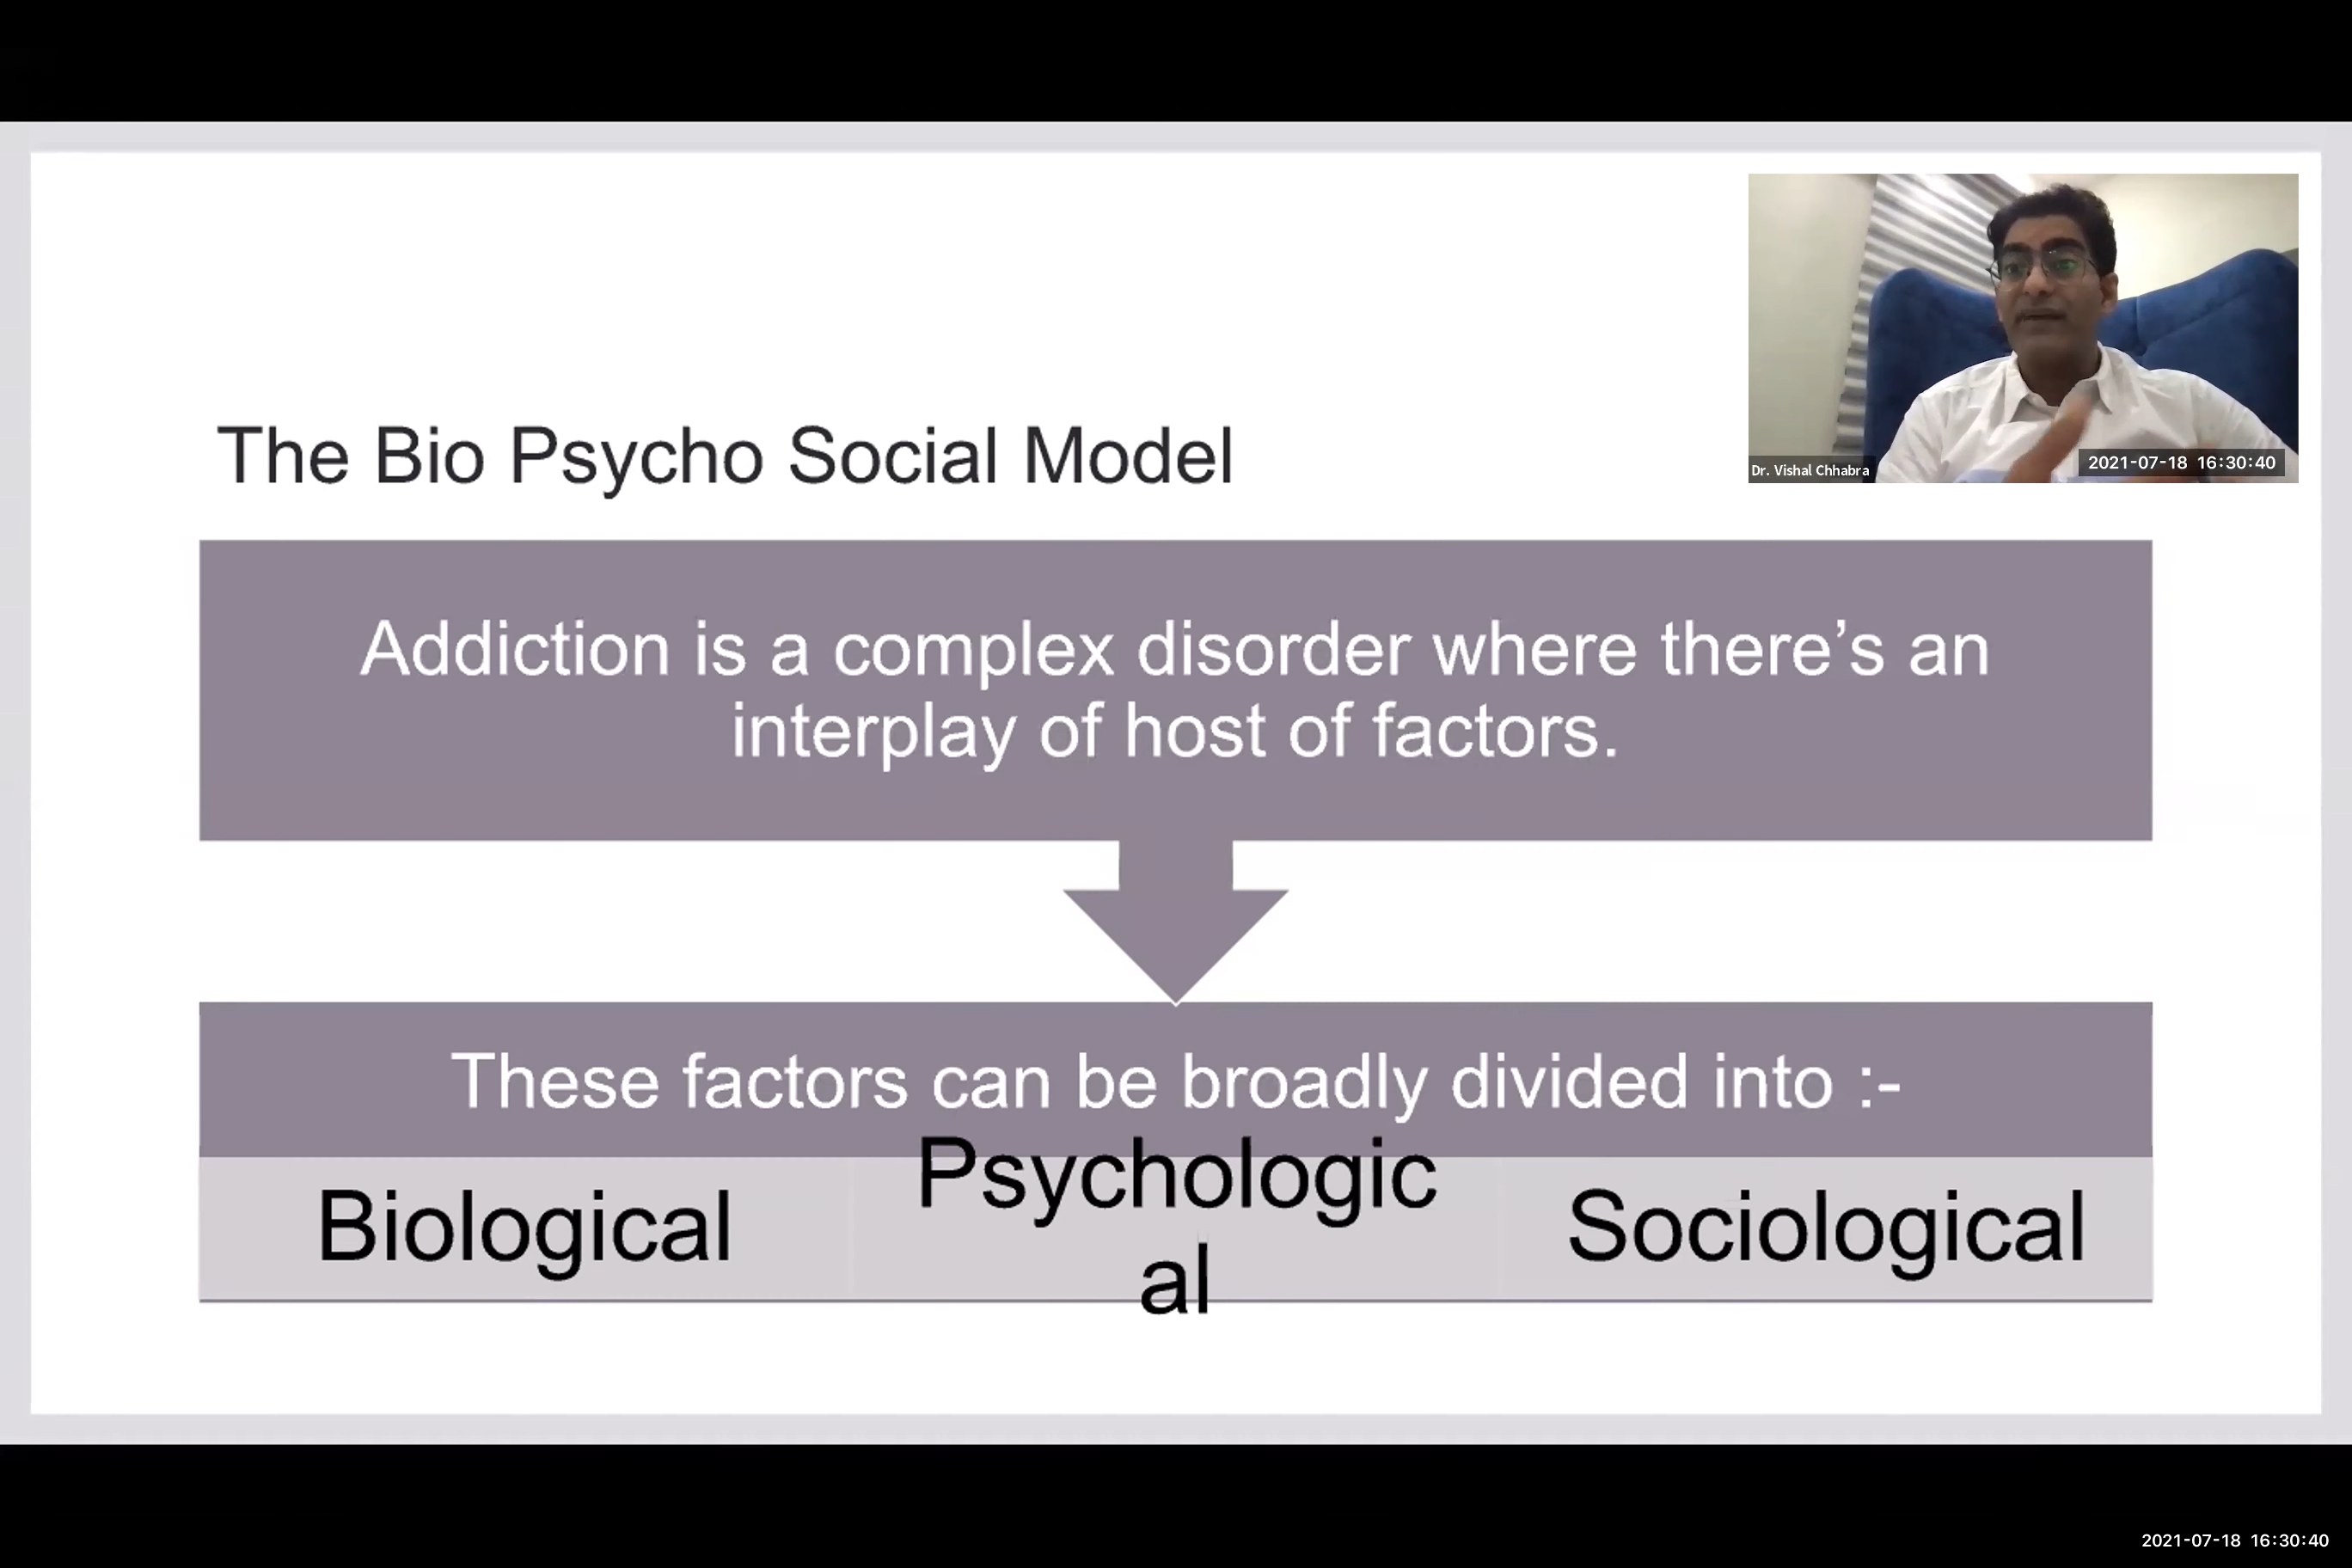 The Bio Psycho Social Model
Dr. Vishal Chhabra
2021-07-18 16:30:40
Addiction is a complex disorder where there’s an
interplay of host of factors.
These factors can be broadly divided into :-
Biological
Psychologic
al
Sociological
2021-07-18 16:30:40